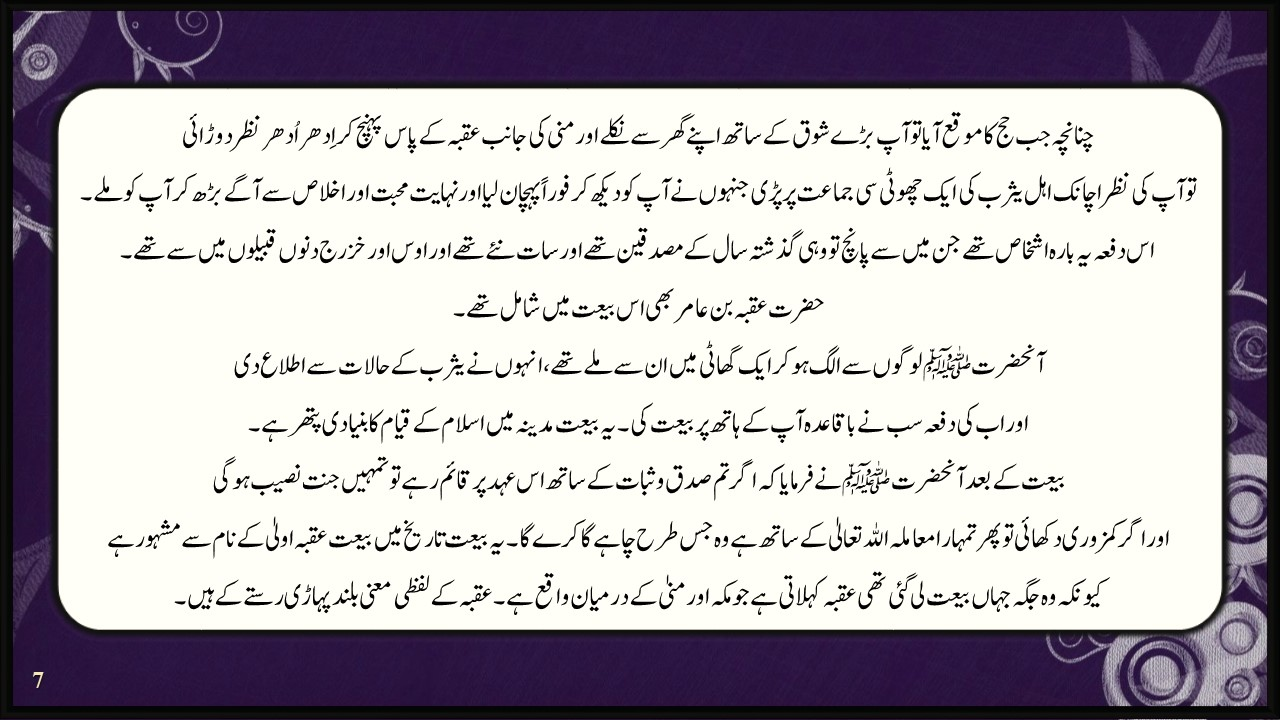 چنانچہ جب حج کا موقع آیا تو آپ بڑے شوق کے ساتھ اپنے گھر سے نکلے اور منی کی جانب عقبہ کے پاس پہنچ کر اِدھر اُدھر نظر دوڑائی
تو آپ کی نظر اچانک اہل یثرب کی ایک چھوٹی سی جماعت پر پڑی جنہوں نے آپ کو دیکھ کر فوراً پہچان لیا اور نہایت محبت اور اخلاص سے آگے بڑھ کر آپ کو ملے۔
اس دفعہ یہ بارہ اشخاص تھے جن میں سے پانچ تو وہی گذشتہ سال کے مصدقین تھے اور سات نئے تھے اور اوس اور خزرج دنوں قبیلوں میں سے تھے۔
حضرت عقبہ بن عامر بھی اس بیعت میں شامل تھے۔
آنحضرت ﷺ لوگوں سے الگ ہو کر ایک گھاٹی میں ان سے ملے تھے، انہوں نے یثرب کے حالات سے اطلاع دی
اور اب کی دفعہ سب نے باقاعدہ آپ کے ہاتھ پر بیعت کی۔ یہ بیعت مدینہ میں اسلام کے قیام کا بنیادی پتھر ہے۔
بیعت کے بعد آنحضرت ﷺ نے فرمایا کہ اگر تم صدق و ثبات کے ساتھ اس عہد پر قائم رہے تو تمہیں جنت نصیب ہو گی
اور اگر کمزوری دکھائی تو پھر تمہارا معاملہ اللہ تعالیٰ کے ساتھ ہے وہ جس طرح چاہے گا کرے گا۔ یہ بیعت تاریخ میں بیعت عقبہ اولیٰ کے نام سے مشہور ہے
کیونکہ وہ جگہ جہاں بیعت لی گئی تھی عقبہ کہلاتی ہے جو مکہ اور منیٰ کے درمیان واقع ہے۔ عقبہ کے لفظی معنی بلند پہاڑی رستے کے ہیں۔
7